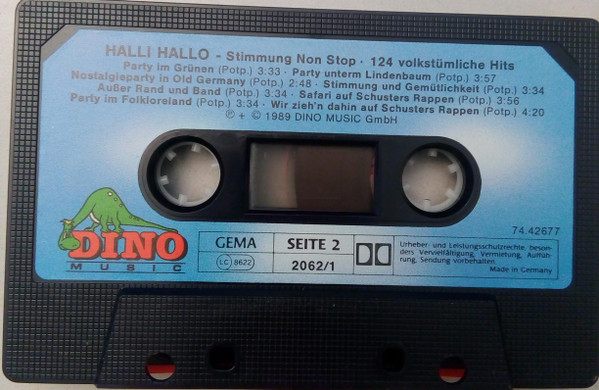 HALLI HALLO - Stimmung Non Stop · 124 volkstümliche Hits
Party im Grünen (Potp.) 3:33 · Party unterm Lindenbaum (Potp.) 3:57
Nostalgieparty in Old Germany (Potp.) 2:48 · Stimmung und Gemütlichkeit (Potp.) 3:34
Außer Rand und Band (Potp.) 3:34 · Safari auf Schusters Rappen (Potp.) 3:56
Party im Folkloreland (Potp.) 3:34 · Wir zieh'n dahin auf Schusters Rappen (Potp.) 4:20
℗ + © 1989 DINO MUSIC GmbH
74.42677
DINO
MUSIC
GEMA
LC 8622
SEITE 2
2062/1
Urheber- und Leistungsschutzrechte, beson-
ders Vervielfältigung, Vermietung, Auffüh-
rung, Sendung vorbehalten.
Made in Germany